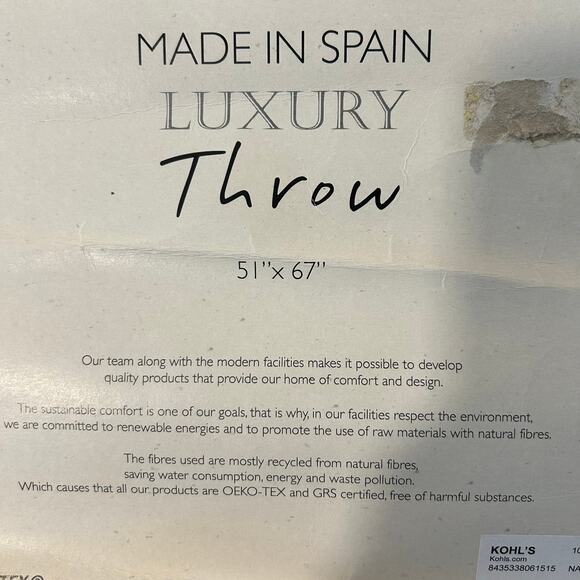 MADE IN SPAIN
LUXURY
Throw
51"x 67"
Our team along with the modern facilities makes it possible to develop
quality products that provide our home of comfort and design.
The sustainable comfort is one of our goals, that is why, in our facilities respect the environment,
we are committed to renewable energies and to promote the use of raw materials with natural fibres.
The fibres used are mostly recycled from natural fibres,
saving water consumption, energy and waste pollution.
Which causes that all our products are OEKO-TEX and GRS certified, free of harmful substances.
KOHL'S
Kohls.com
8435338061515